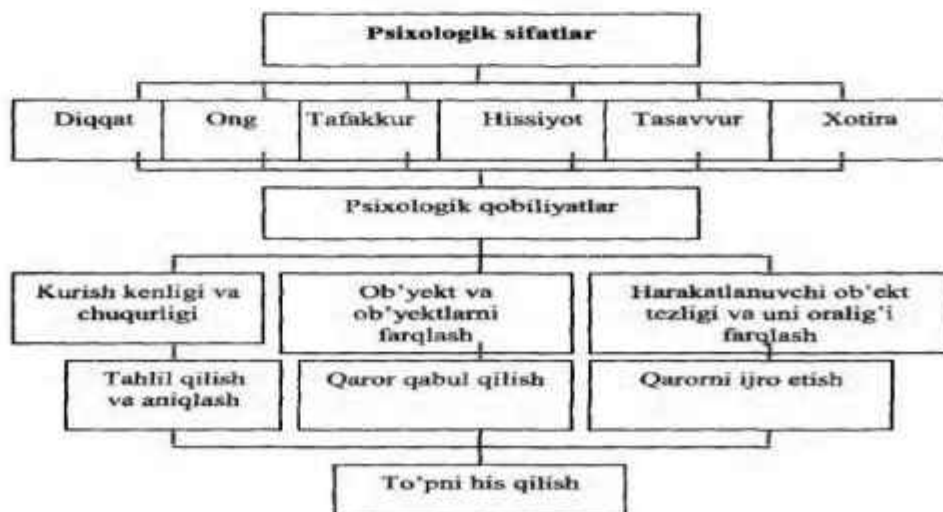 Psixologik sifatlar
Diqqat
Ong
Tafakkur
Hissiyot
Tasavvur
Xotira
Psixologik qobiliyatlar
Kurish kenligi va
chuqurligi
Ob'yekt va
ob'yektlarni
farqlash
Harakatlanuvchi ob'ekt
tezligi va uni oralig'i
farqlash
Tahlil qilish
va aniqlash
Qaror qabul qilish
Qarorni ijro etish
To'pni his qilish